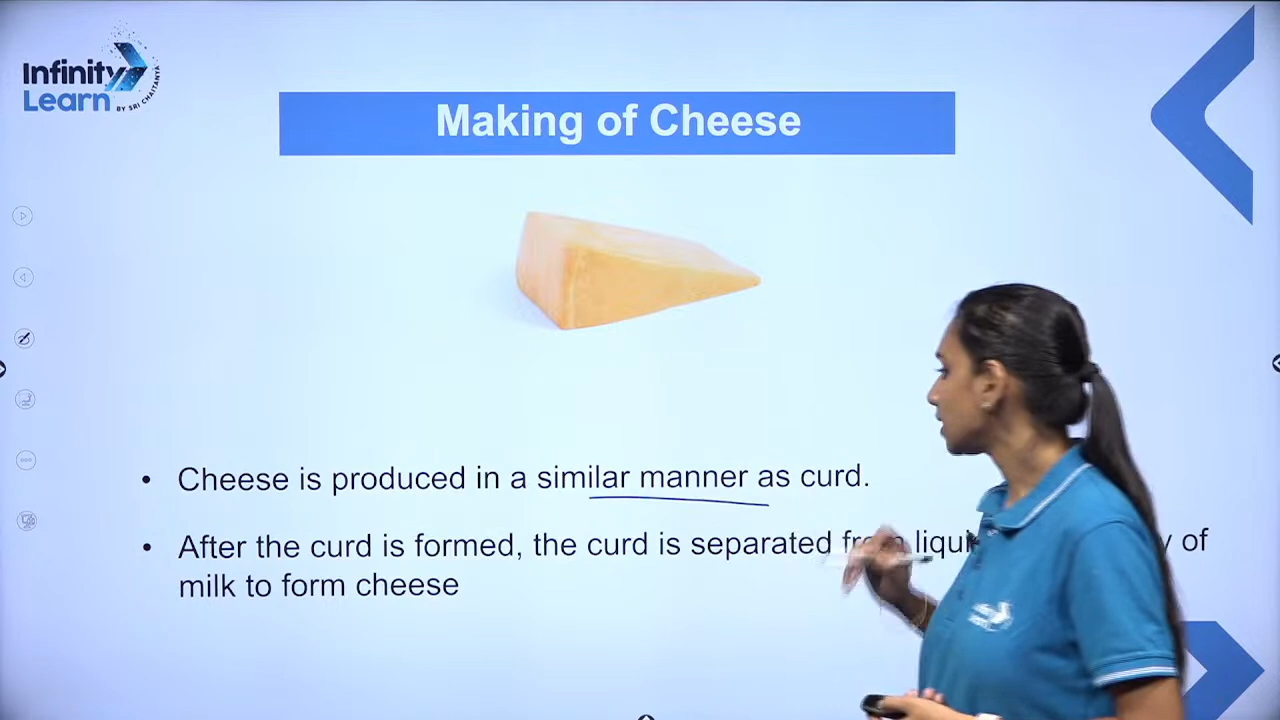 Infinity
Learn
BY SRI CHAITANYA
Making of Cheese
• Cheese is produced in a similar manner as curd.
• After the curd is formed, the curd is separated from of
milk to form cheese